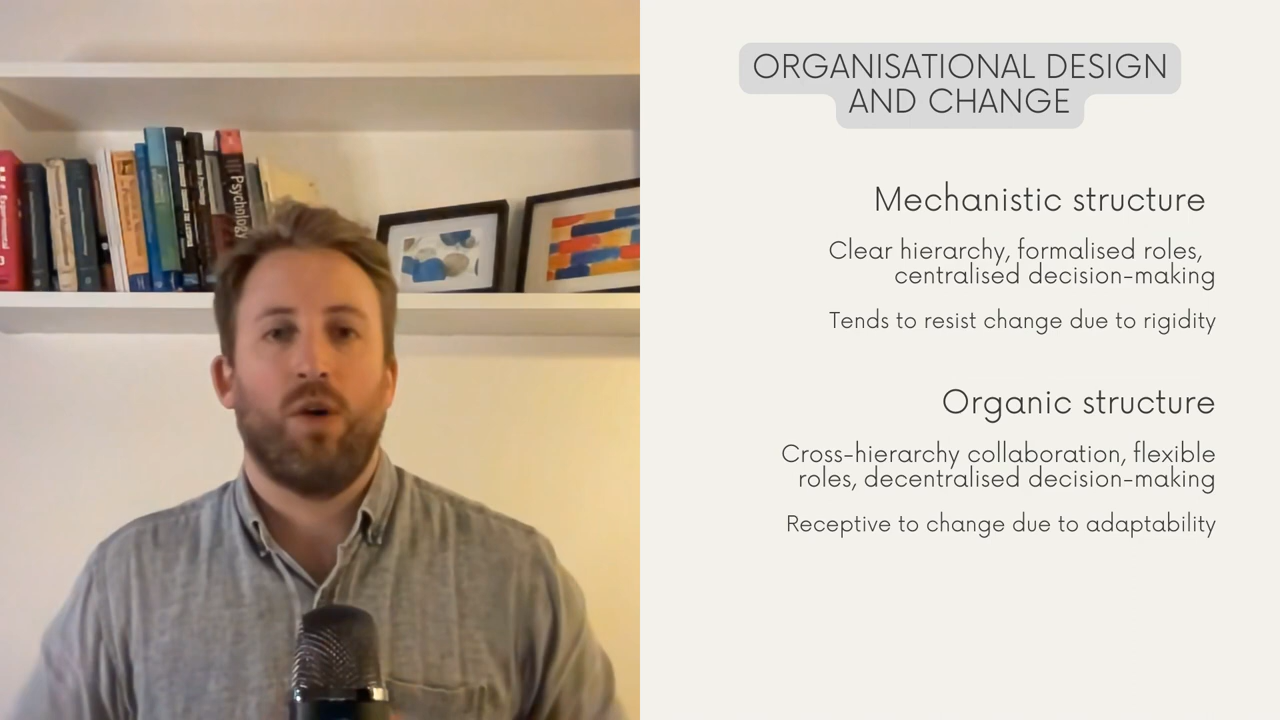 Psychology
ORGANISATIONAL DESIGN
AND CHANGE
Mechanistic structure
Clear hierarchy, formalised roles,
centralised decision-making
Tends to resist change due to rigidity
Organic structure
Cross-hierarchy collaboration, flexible
roles, decentralised decision-making
Receptive to change due to adaptability